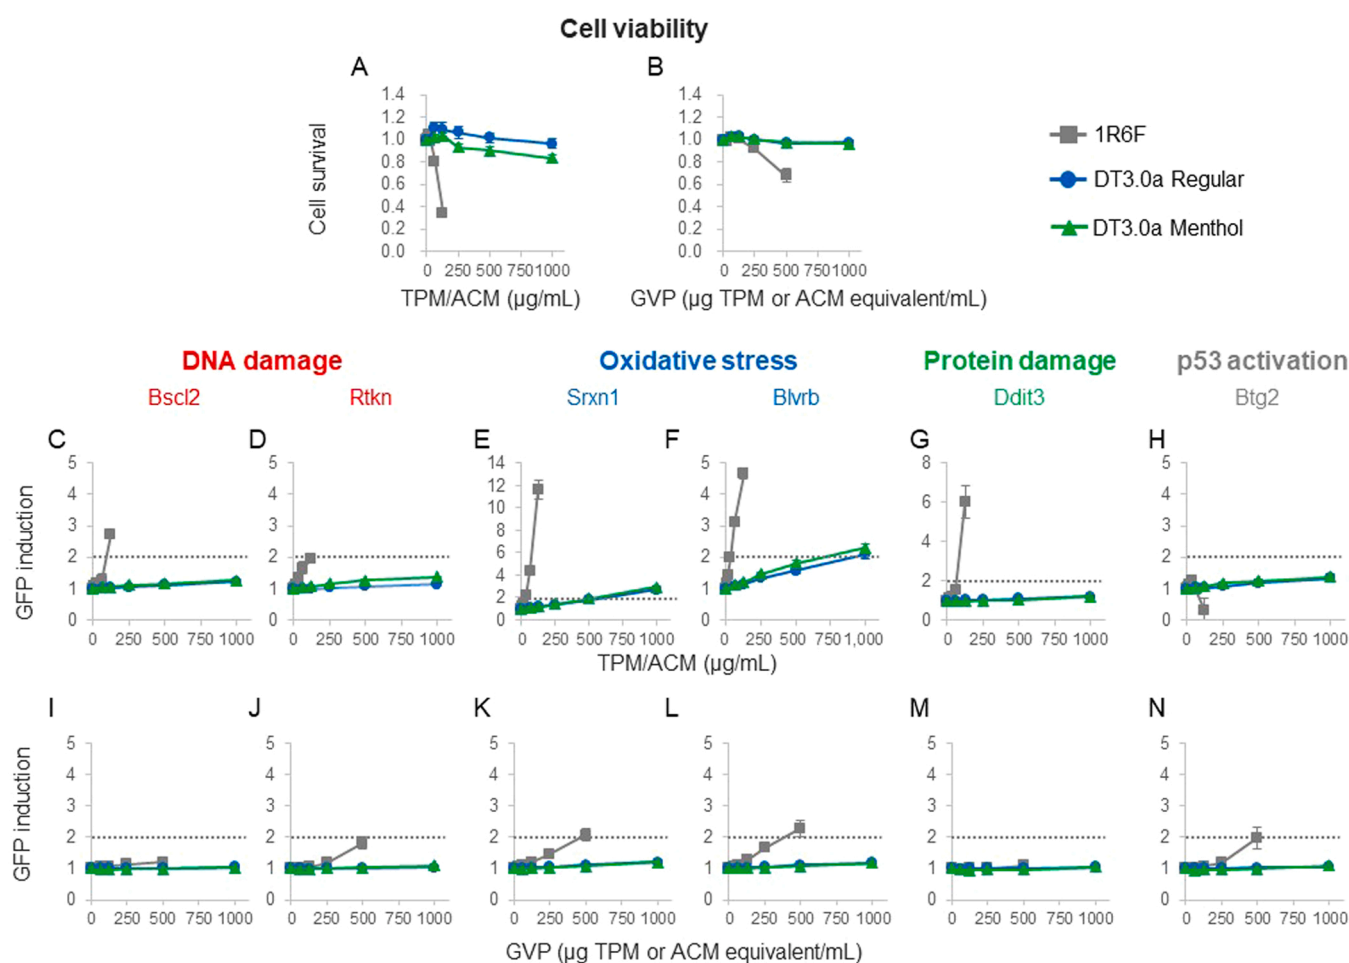 Cell viability
A
B
Cell survival
1.4
1.2
1.0
0.8
0.6
0.4
0.2
0.0
0 250 500 750 1000
TPM/ACM (µg/mL)
1.4
1.2
1.0
0.8
0.6
0.4
0.2
0.0
0 250 500 750 1000
GVP (µg TPM or ACM equivalent/mL)
1R6F
DT3.0a Regular
DT3.0a Menthol
DNA damage
Oxidative stress
Protein damage
p53 activation
Bscl2
Rtkn
Srxn1
Blvrb
Ddit3
Btg2
GFP induction
C
5
4
3
2
1
0
0 250 500 750 1000
D
5
4
3
2
1
0
0 250 500 750 1000
E
14
12
10
8
6
4
2
0
0 250 500 750 1000
F
5
4
3
2
1
0
0 250 500 750 1,000
G
8
6
4
2
0
0 250 500 750 1000
H
5
4
3
2
1
0
0 250 500 750 1000
TPM/ACM (µg/mL)
GFP induction
I
5
4
3
2
1
0
0 250 500 750 1000
J
5
4
3
2
1
0
0 250 500 750 1000
K
5
4
3
2
1
0
0 250 500 750 1000
L
5
4
3
2
1
0
0 250 500 750 1000
M
5
4
3
2
1
0
0 250 500 750 1000
N
5
4
3
2
1
0
0 250 500 750 1000
GVP (µg TPM or ACM equivalent/mL)